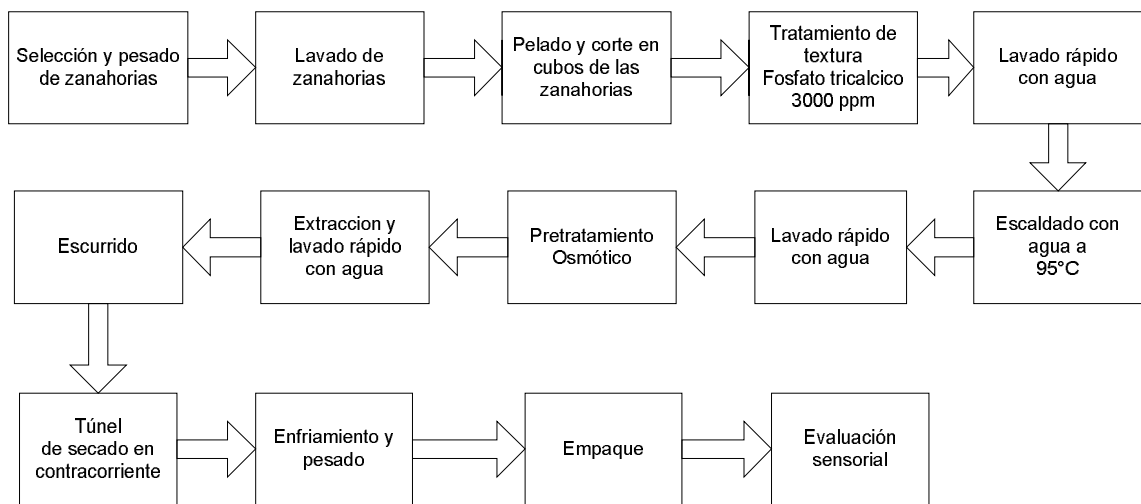 Selección y pesado
de zanahorias
Lavado de
zanahorias
Pelado y corte en
cubos de las
zanahorias
Tratamiento de
textura
Fosfato tricalcico
3000 ppm
Lavado rápido
con agua
Escaldado con
agua a
95°C
Lavado rápido
con agua
Pretratamiento
Osmótico
Extraccion y
lavado rápido
con agua
Escurrido
Túnel
de secado en
contracorriente
Enfriamiento y
pesado
Empaque
Evaluación
sensorial